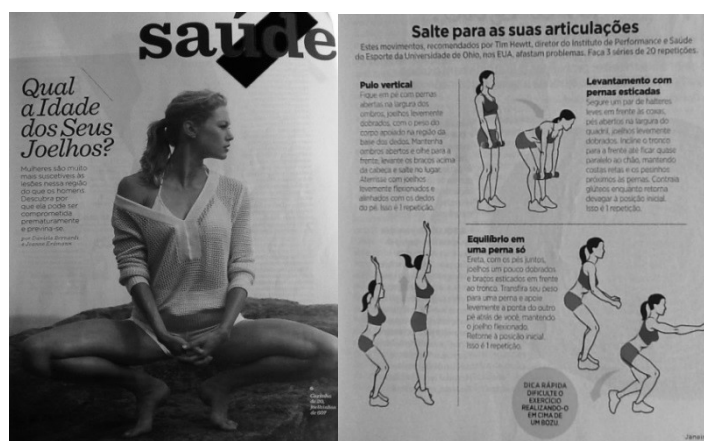 saúde
Qual
a Idade
dos Seus
Joelhos?
Mulheres são muito
mais suscetíveis às
lesões nessa região
do que os homens.
Descubra por
que ela pode ser
comprometida
prematuramente
e previna-se.
por
Salte para as suas articulações
Estes movimentos, recomendados por Tim Hewitt, diretor do Instituto de Performance e Saúde
do Esporte da Universidade de Ohio, nos EUA, afastam problemas. Faça 3 séries de 20 repetições.
Pulo vertical
Fique em pé com pernas
abertas na largura dos
ombros, joelhos levemente
dobrados, com o peso do
corpo apoiado na região da
base dos dedos. Mantenha
ombros abertos e olhe para a
frente, levante os braços acima
da cabeça e salte no lugar.
Aterrisse com joelhos
levemente flexionados e
alinhados com os dedos
do pé. Isso é 1 repetição.
Levantamento com
pernas esticadas
Segure um par de halteres
leves em frente às coxas,
pés abertos na largura do
quadril, joelhos levemente
dobrados. Incline o tronco
para a frente até ficar quase
paralelo ao chão, mantendo
costas retas e os pesinhos
próximos às pernas. Contraia
glúteos enquanto retorna
devagar à posição inicial.
Isso é 1 repetição.
Equilíbrio em
uma perna só
Ereta, com os pés juntos,
joelhos um pouco dobrados
e braços esticados em frente
ao tronco. Transfira seu peso
para uma perna e apoie
levemente a ponta do outro
pé atrás de você, mantendo
o joelho flexionado.
Retorne à posição inicial.
Isso é 1 repetição.
DICA RÁPIDA
DIFICULTE O
EXERCÍCIO
REALIZANDO-O
EM CIMA DE
UM BOZU.